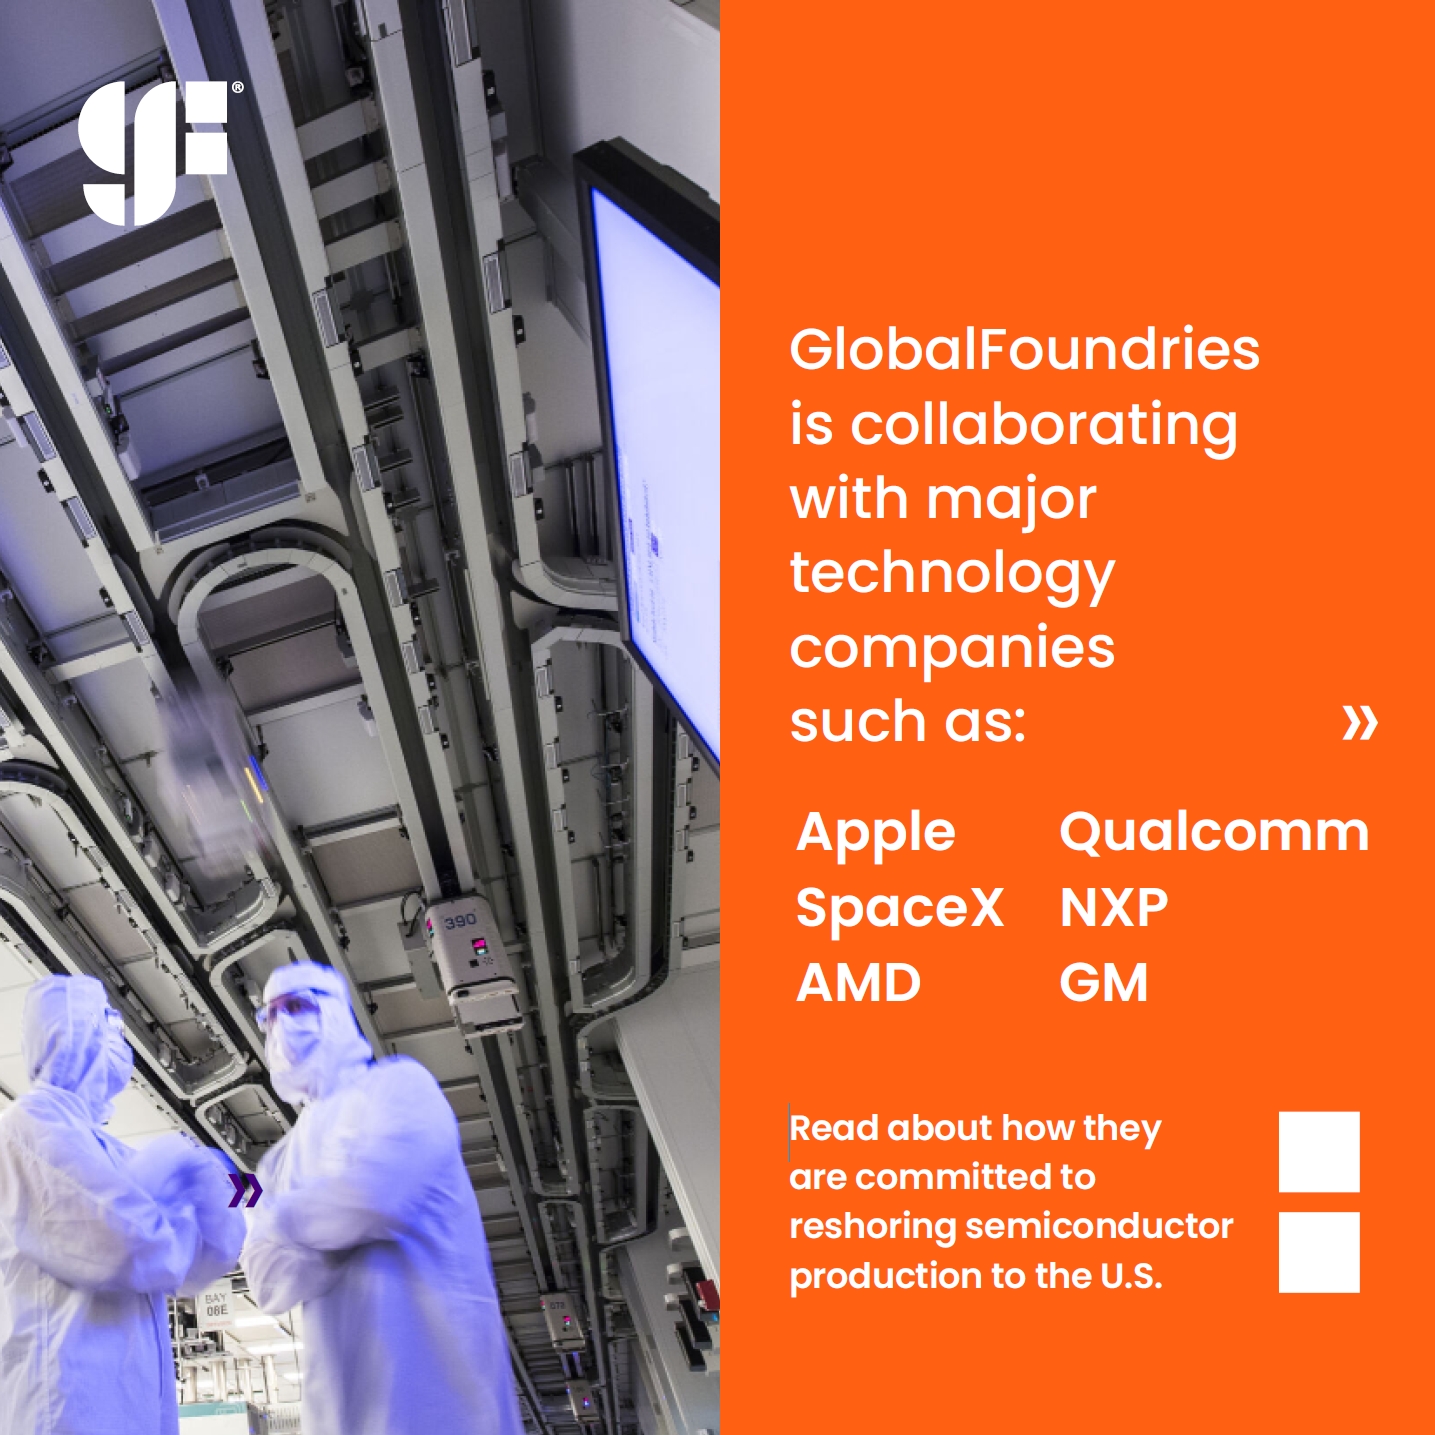 gf®
GlobalFoundries
is collaborating
with major
technology
companies
such as: »
Apple Qualcomm
SpaceX NXP
AMD GM
Read about how they
are committed to
reshoring semiconductor
production to the U.S.
390
»
BAY
08E